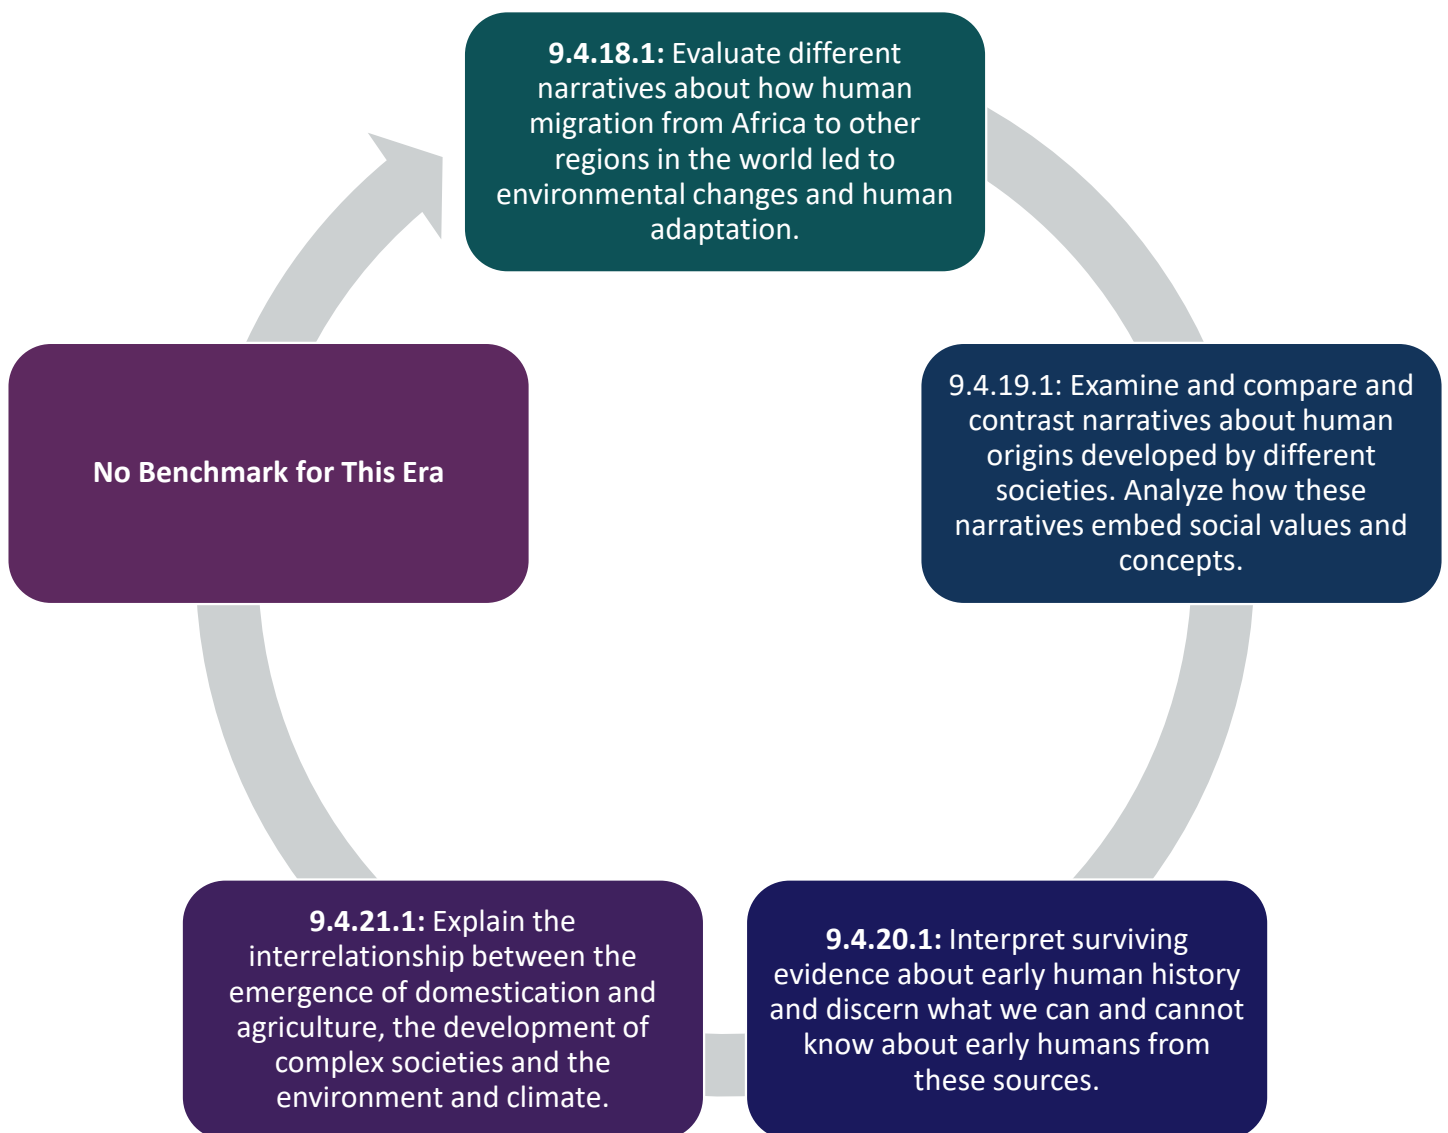 9.4.18.1: Evaluate different
narratives about how human
migration from Africa to other
regions in the world led to
environmental changes and human
adaptation.
9.4.19.1: Examine and compare and
contrast narratives about human
origins developed by different
societies. Analyze how these
narratives embed social values and
concepts.
9.4.20.1: Interpret surviving
evidence about early human history
and discern what we can and cannot
know about early humans from
these sources.
9.4.21.1: Explain the
interrelationship between the
emergence of domestication and
agriculture, the development of
complex societies and the
environment and climate.
No Benchmark for This Era